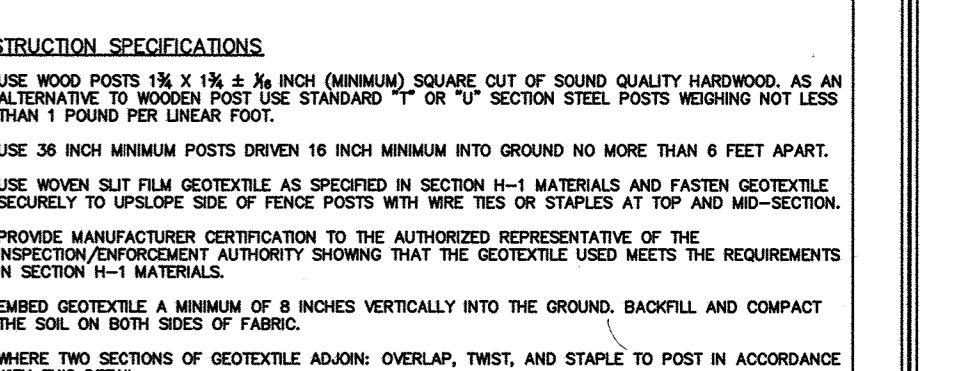 STRUCTION SPECIFICATIONS
USE WOOD POSTS 1¾ X 1¾ ± 1⁄16 INCH (MINIMUM) SQUARE CUT OF SOUND QUALITY HARDWOOD. AS AN
ALTERNATIVE TO WOODEN POST USE STANDARD "T" OR "U" SECTION STEEL POSTS WEIGHING NOT LESS
THAN 1 POUND PER LINEAR FOOT.
USE 36 INCH MINIMUM POSTS DRIVEN 16 INCH MINIMUM INTO GROUND NO MORE THAN 6 FEET APART.
USE WOVEN SLIT FILM GEOTEXTILE AS SPECIFIED IN SECTION H-1 MATERIALS AND FASTEN GEOTEXTILE
SECURELY TO UPSLOPE SIDE OF FENCE POSTS WITH WIRE TIES OR STAPLES AT TOP AND MID-SECTION.
PROVIDE MANUFACTURER CERTIFICATION TO THE AUTHORIZED REPRESENTATIVE OF THE
INSPECTION/ENFORCEMENT AUTHORITY SHOWING THAT THE GEOTEXTILE USED MEETS THE REQUIREMENTS
IN SECTION H-1 MATERIALS.
EMBED GEOTEXTILE A MINIMUM OF 8 INCHES VERTICALLY INTO THE GROUND. BACKFILL AND COMPACT
THE SOIL ON BOTH SIDES OF FABRIC.
WHERE TWO SECTIONS OF GEOTEXTILE ADJOIN: OVERLAP, TWIST, AND STAPLE TO POST IN ACCORDANCE